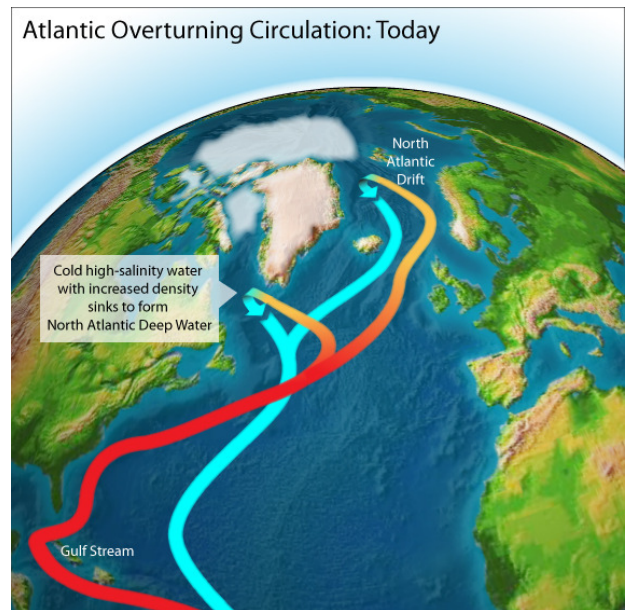 Atlantic Overturning Circulation: Today
North
Atlantic
Drift
Cold high-salinity water
with increased density
sinks to form
North Atlantic Deep Water
Gulf Stream